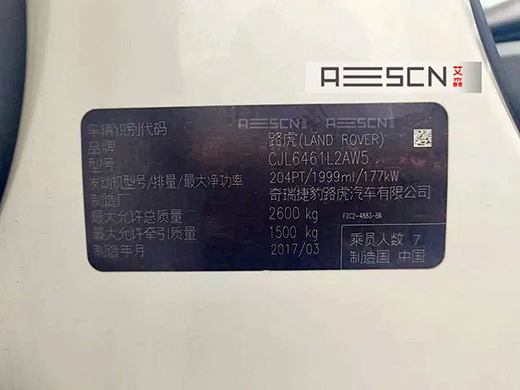 AESCN 艾森
车辆识别代码 AESCN AESCN
品牌 路虎(LAND ROVER)
型号 CJL6461L2AW5
发动机型号/排量/最大净功率 204PT/1999ml/177kW
制造厂 奇瑞捷豹路虎汽车有限公司
最大允许总质量 2600 kg
最大允许牵引质量 1500 kg
制造年月 2017/03
F2C2-4883-BA
乘员人数 7
制造国 中国